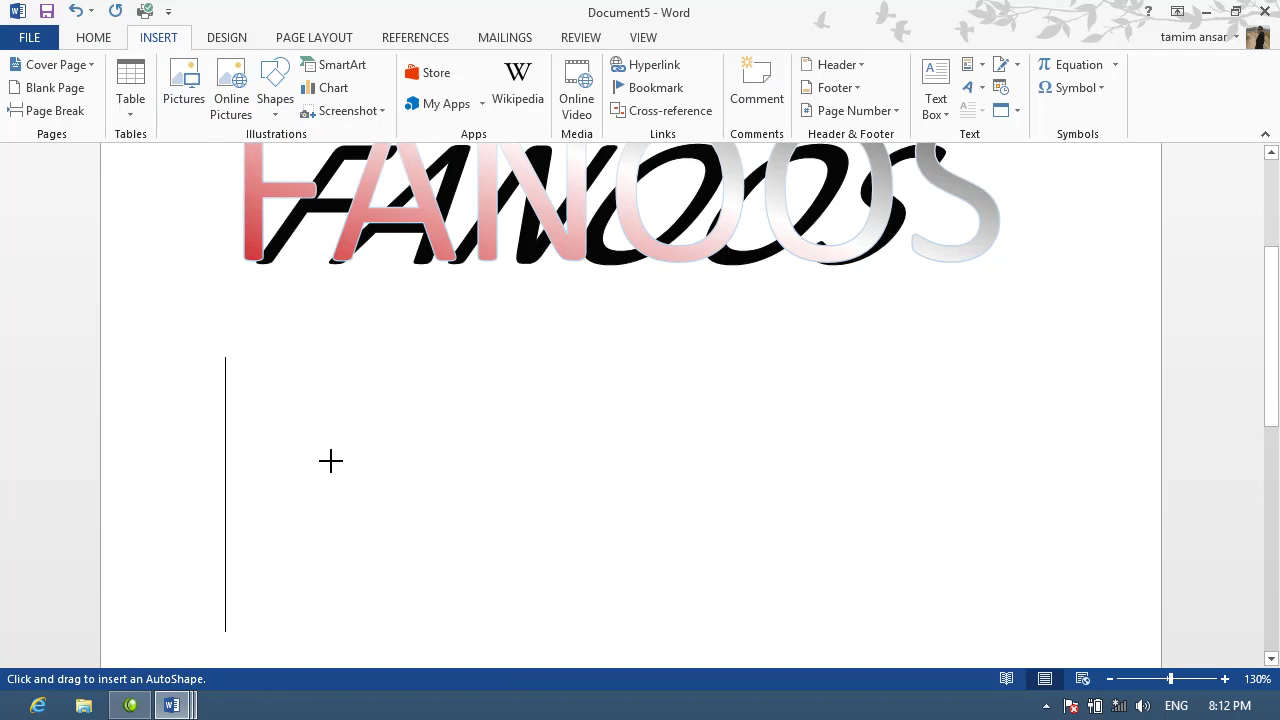 Document5 - Word
FILE HOME INSERT DESIGN PAGE LAYOUT REFERENCES MAILINGS REVIEW VIEW tamim ansar
Cover Page
Blank Page
Page Break
Pages
Table
Tables
Pictures
Online Pictures
Shapes
SmartArt
Chart
Screenshot
Illustrations
Store
My Apps
Wikipedia
Apps
Online Video
Media
Hyperlink
Bookmark
Cross-reference
Links
Comment
Comments
Header
Footer
Page Number
Header & Footer
Text Box
Text
Equation
Symbol
Symbols
FANOOS
FANOOS
Click and drag to insert an AutoShape. 130%
ENG 8:12 PM